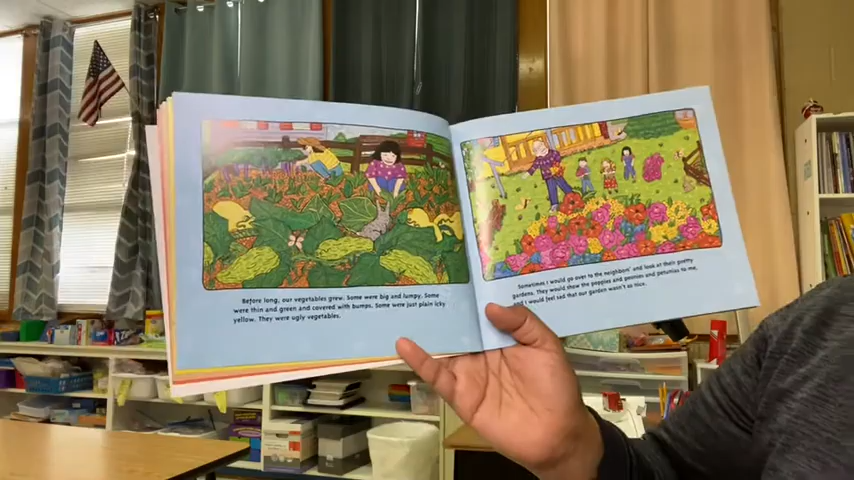 Before long, our vegetables grew. Some were big and lumpy. Some
were thin and green and covered with bumps. Some were just plain icky
yellow. They were ugly vegetables.
Sometimes I would go over to the neighbors' and look at their pretty
gardens. They would show the poppies and peonies and petunias to me,
and I would feel sad that our garden wasn't so nice.